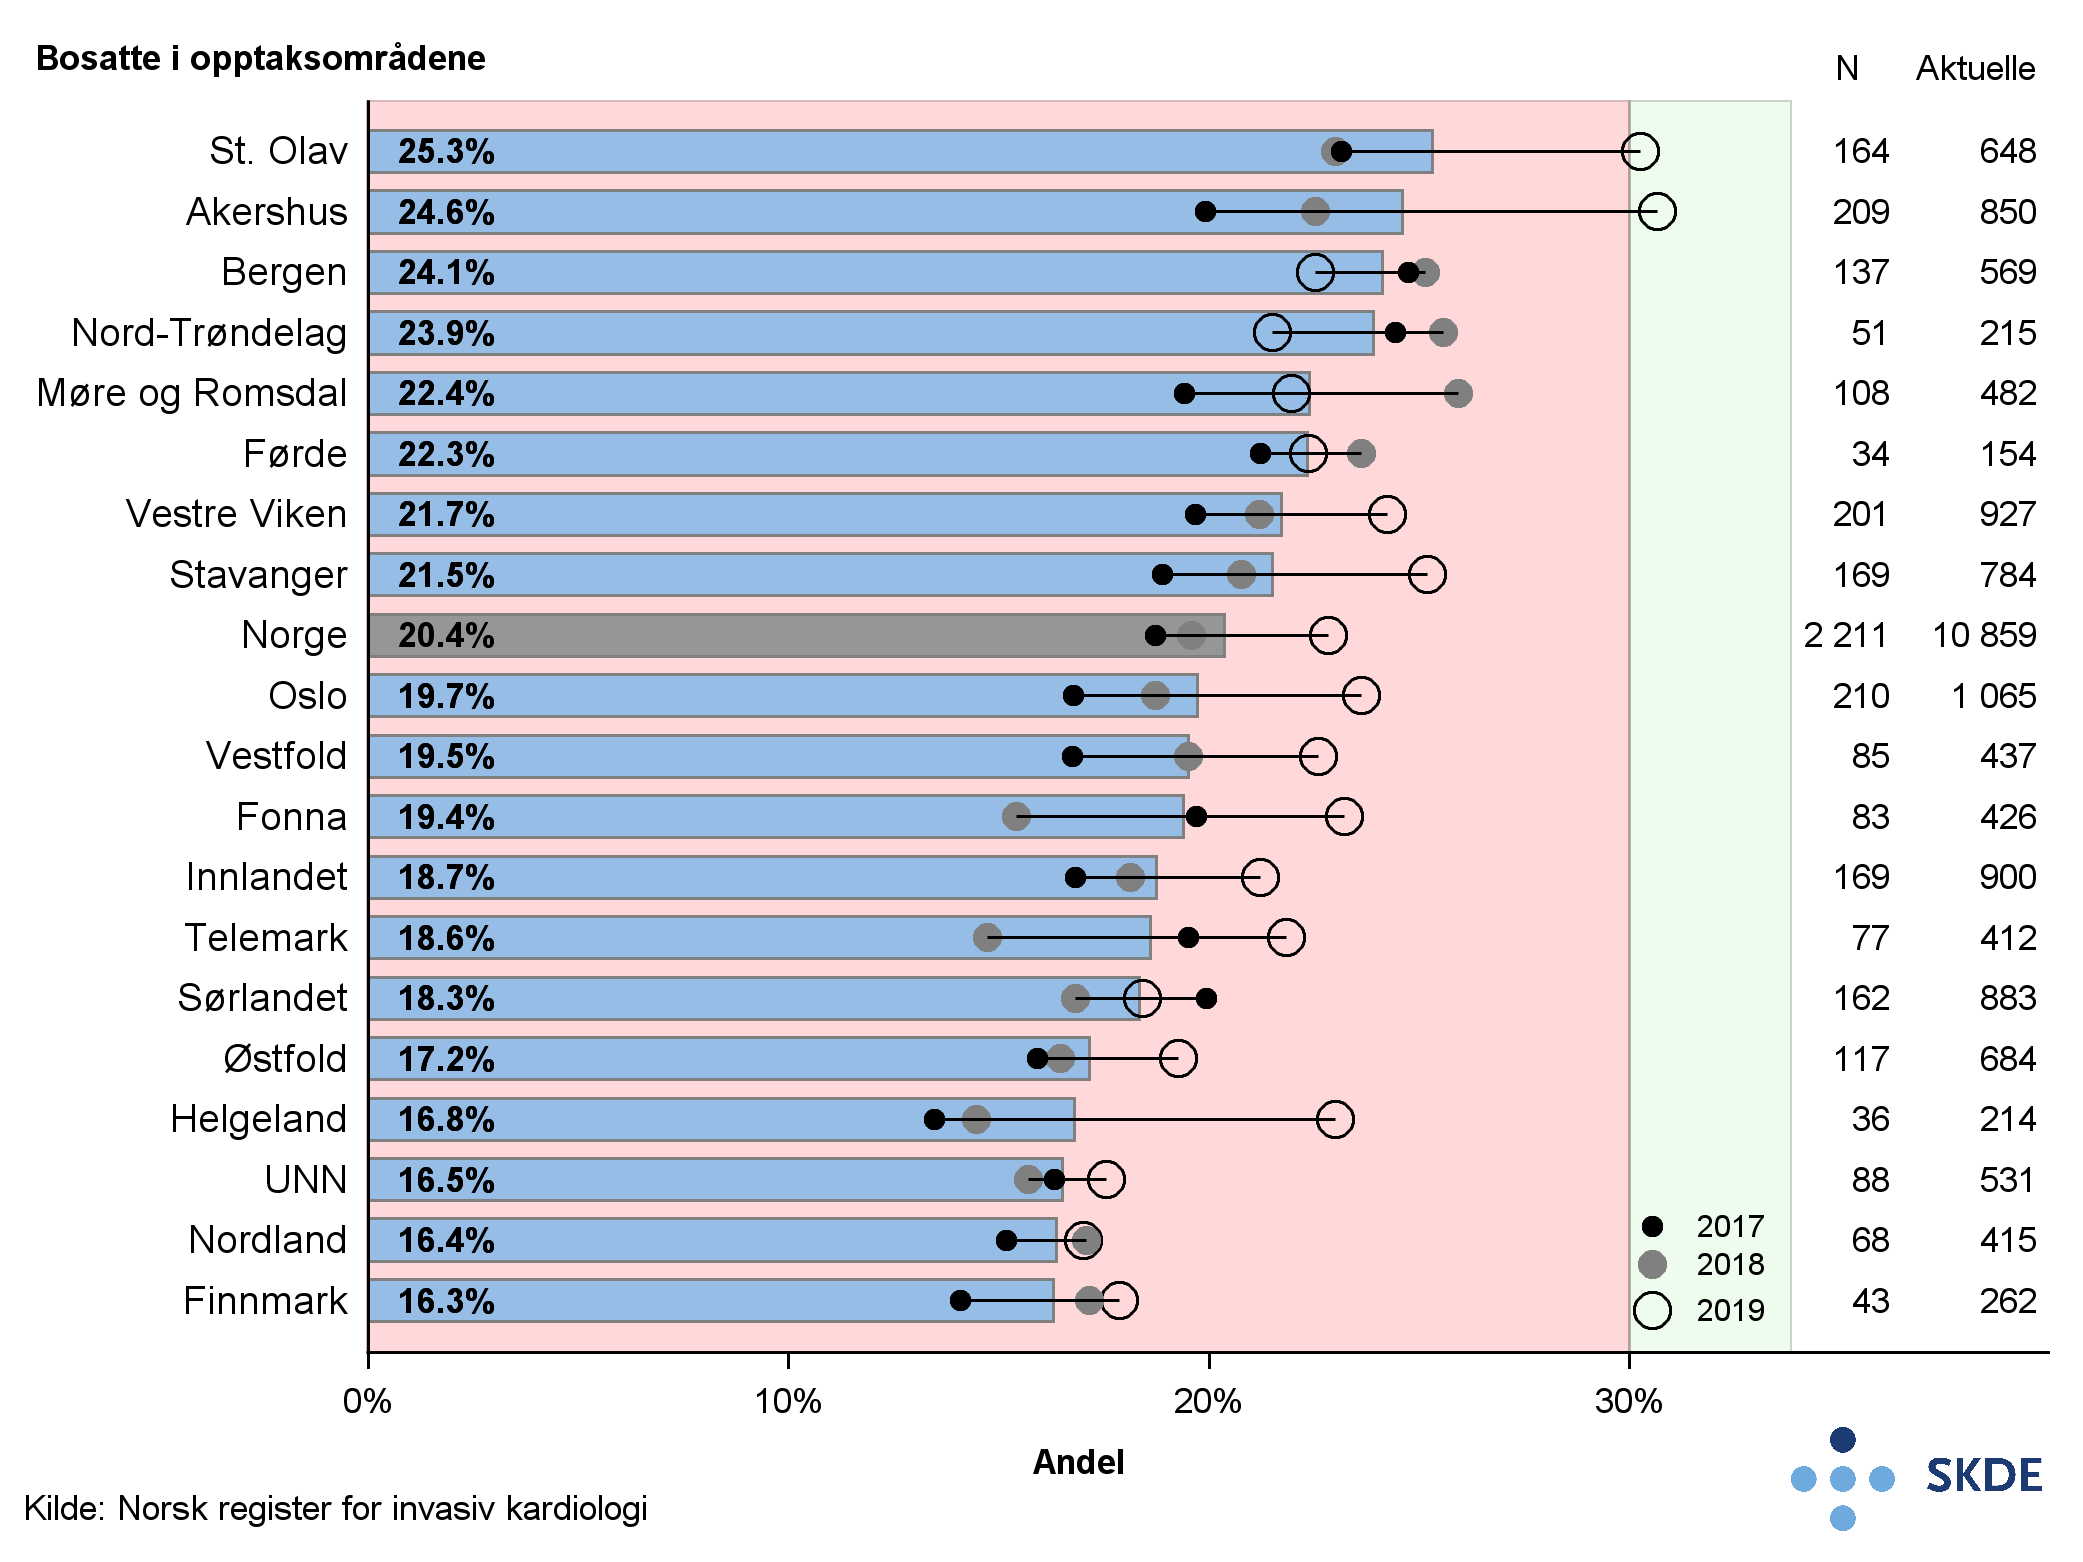 Bosatte i opptaksområdene N Aktuelle
St. Olav 25.3% 164 648
Akershus 24.6% 209 850
Bergen 24.1% 137 569
Nord-Trøndelag 23.9% 51 215
Møre og Romsdal 22.4% 108 482
Førde 22.3% 34 154
Vestre Viken 21.7% 201 927
Stavanger 21.5% 169 784
Norge 20.4% 2 211 10 859
Oslo 19.7% 210 1 065
Vestfold 19.5% 85 437
Fonna 19.4% 83 426
Innlandet 18.7% 169 900
Telemark 18.6% 77 412
Sørlandet 18.3% 162 883
Østfold 17.2% 117 684
Helgeland 16.8% 36 214
UNN 16.5% 88 531
Nordland 16.4% 68 415
Finnmark 16.3% 43 262
2017
2018
2019
0% 10% 20% 30%
Andel
SKDE
Kilde: Norsk register for invasiv kardiologi